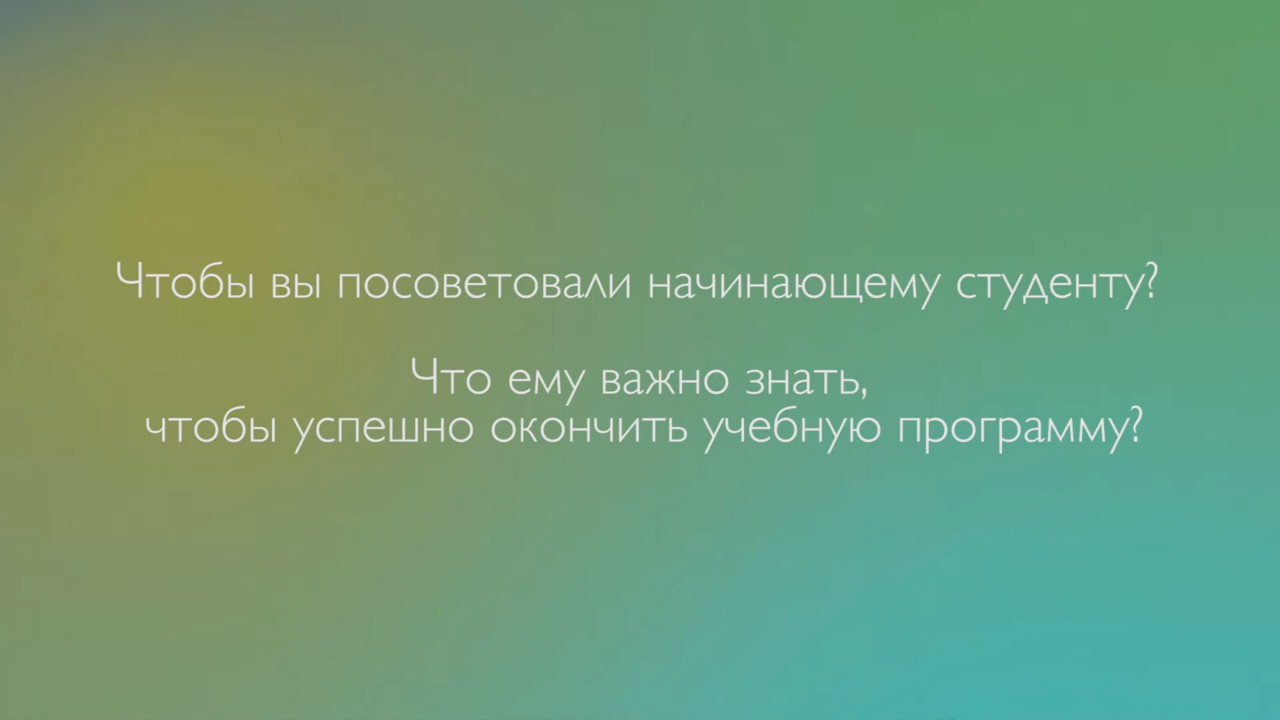 Чтобы вы посоветовали начинающему студенту?
Что ему важно знать,
чтобы успешно окончить учебную программу?